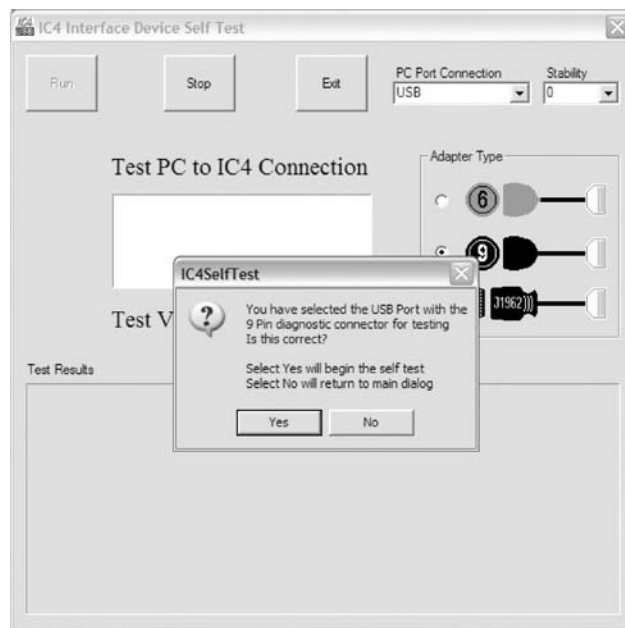 IC4 Interface Device Self Test
Run
Stop
Exit
PC Port Connection
USB
Stability
0
Test PC to IC4 Connection
Adapter Type
6
9
J1962
IC4SelfTest
You have selected the USB Port with the
9 Pin diagnostic connector for testing
Is this correct?
Select Yes will begin the self test
Select No will return to main dialog
Yes
No
Test V
Test Results